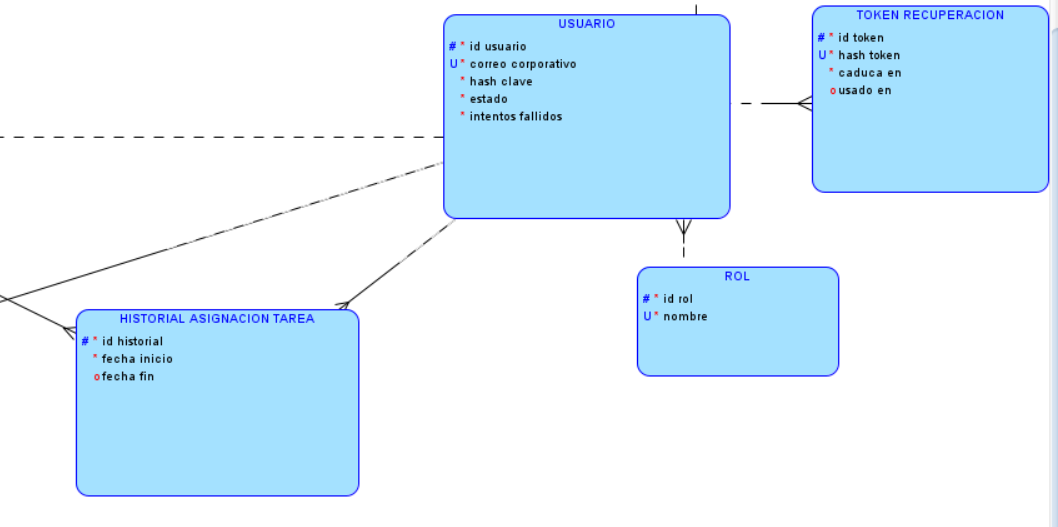 USUARIO
# * id usuario
U * correo corporativo
* hash clave
* estado
* intentos fallidos
TOKEN RECUPERACION
# * id token
U * hash token
* caduca en
o usado en
ROL
# * id rol
U * nombre
HISTORIAL ASIGNACION TAREA
# * id historial
* fecha inicio
o fecha fin